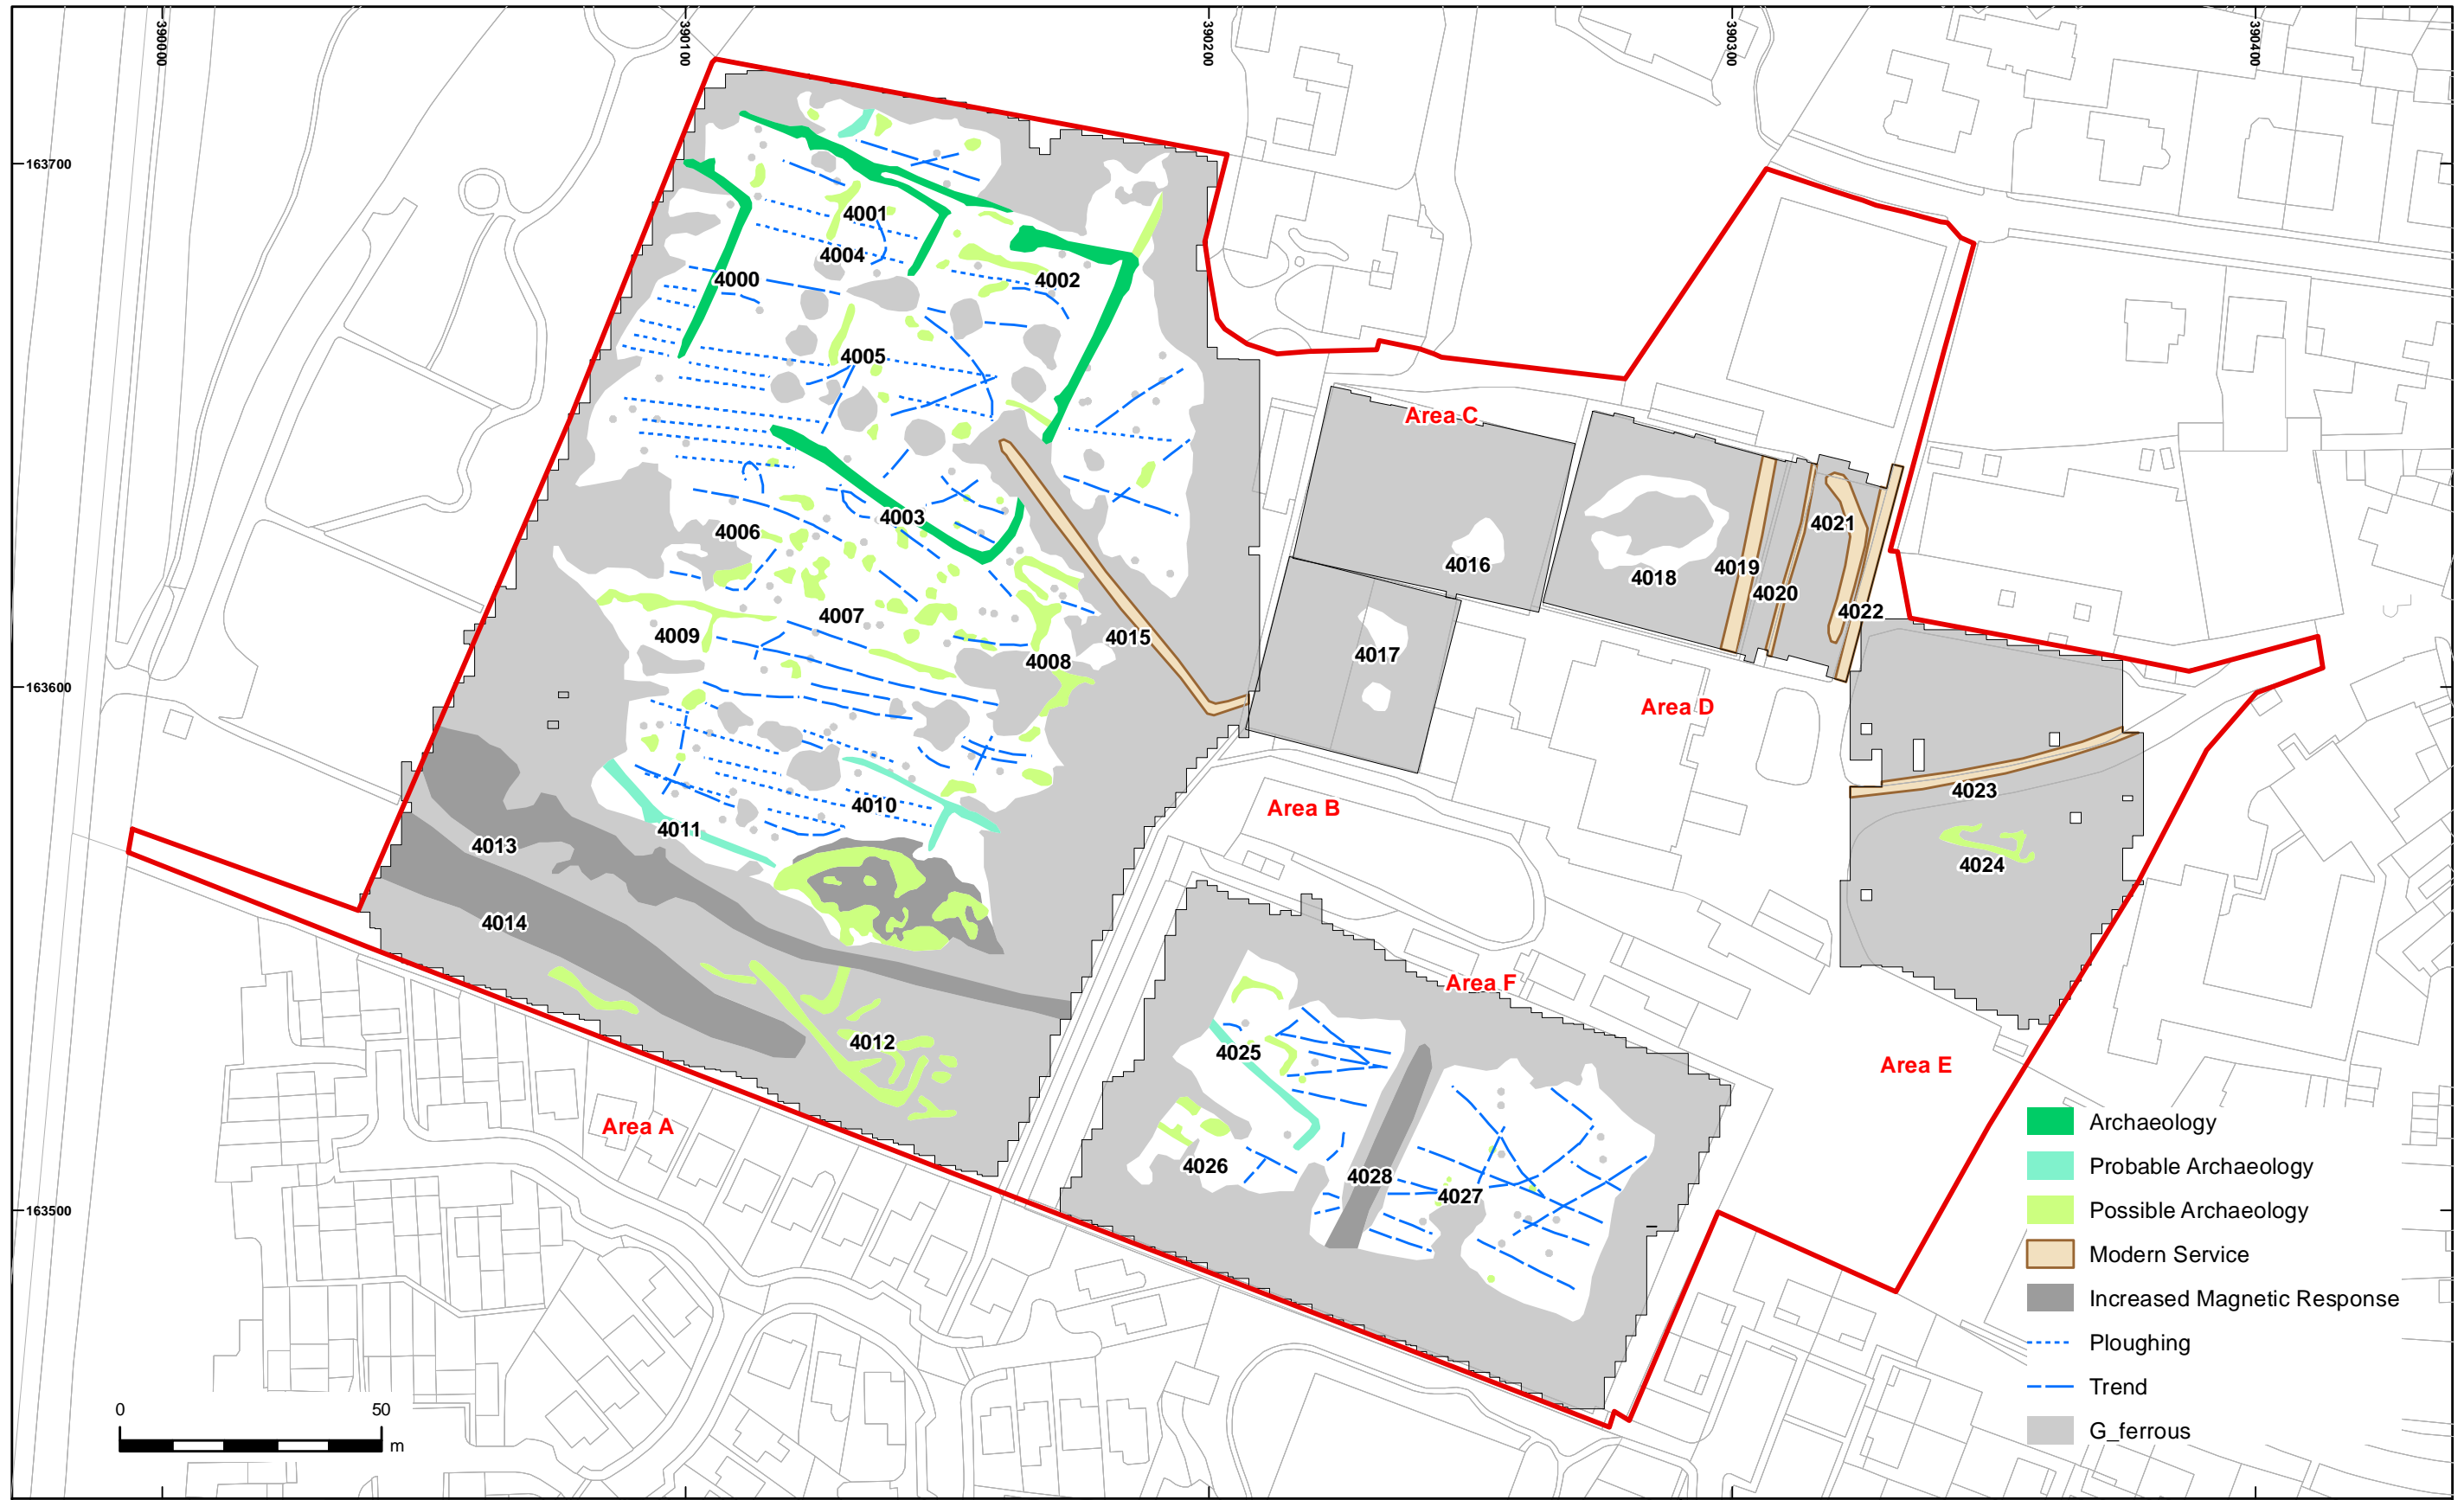 390000
390100
390200
390300
390400
163700
163600
163500
4001
4004
4000
4002
4005
Area C
4003
4006
4021
4016
4019
4018
4020
4007
4022
4009
4015
4017
4008
Area D
4023
4010
Area B
4011
4013
4024
4014
Area F
4012
4025
Area E
Area A
4026
4028
4027
Archaeology
Probable Archaeology
Possible Archaeology
Modern Service
Increased Magnetic Response
Ploughing
Trend
G_ferrous
0 50
m